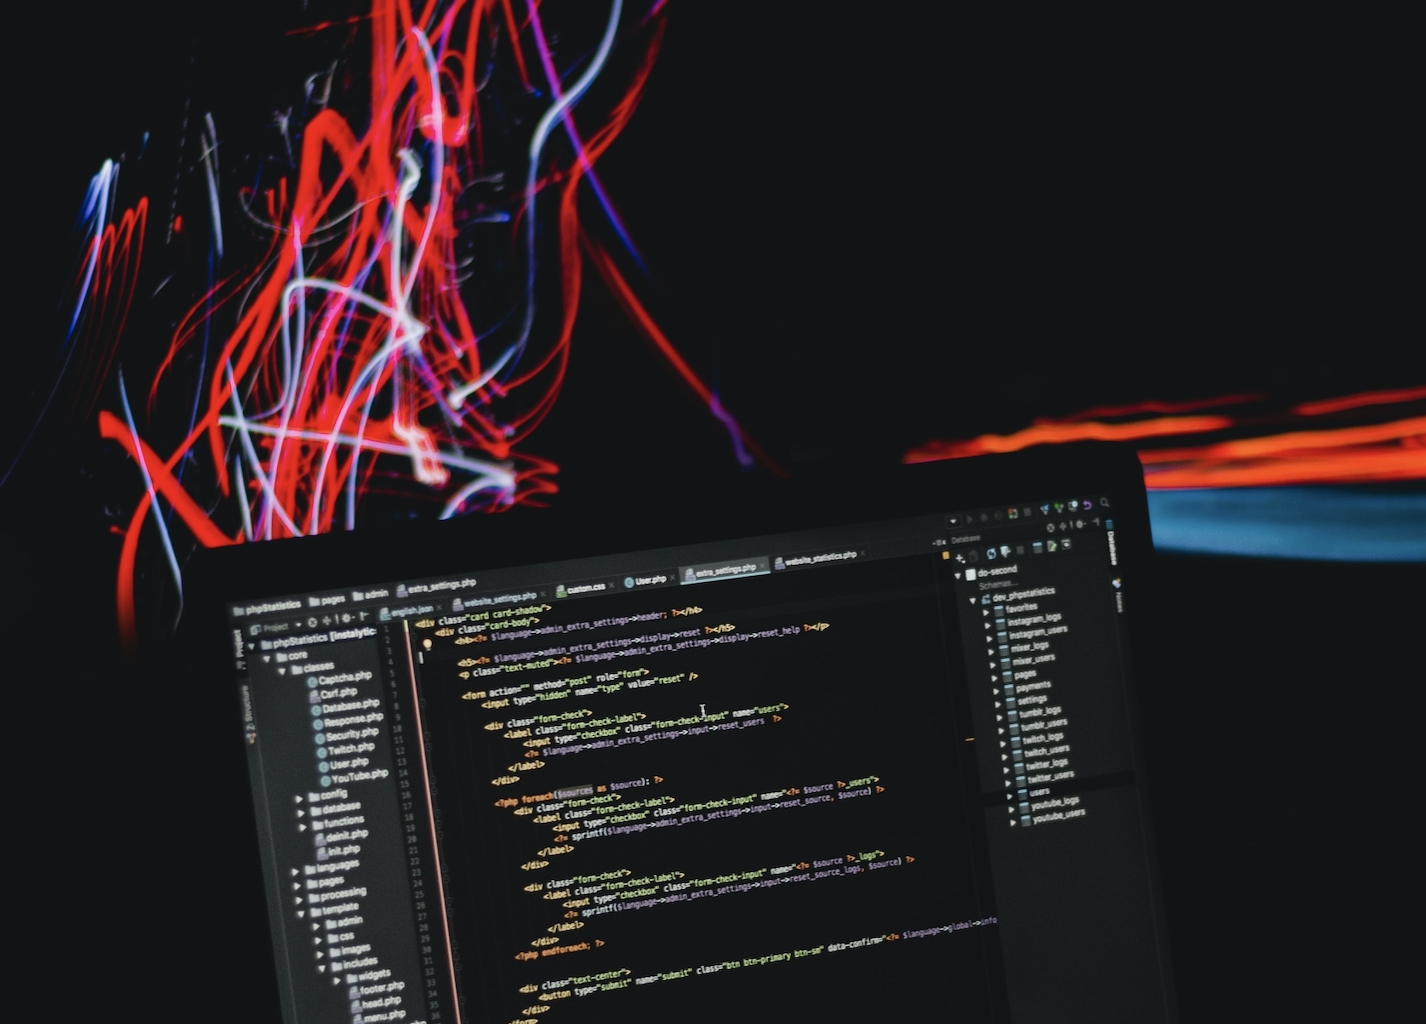 phpStatistics pages admin extra_settings.php
Project
english.json website_settings.php custom.css User.php extra_settings.php website_statistics.php
Project
phpStatistics [instalytic
core
classes
Captcha.php
Csrf.php
Database.php
Response.php
Security.php
Twitch.php
User.php
YouTube.php
config
database
functions
deinit.php
init.php
languages
pages
processing
template
admin
css
images
includes
widgets
footer.php
head.php
menu.php
Structure
<div class="card card-shadow">
<div class="card-body">
<h4><?= $language->admin_extra_settings->header; ?></h4>
<h5><?= $language->admin_extra_settings->display->reset ?></h5>
<p class="text-muted"><?= $language->admin_extra_settings->display->reset_help ?></p>
<form action="" method="post" role="form">
<input type="hidden" name="type" value="reset" />
<div class="form-check">
<label class="form-check-label">
<input type="checkbox" class="form-check-input" name="users">
<?= $language->admin_extra_settings->input->reset_users ?>
</label>
</div>
<?php foreach($sources as $source): ?>
<div class="form-check">
<label class="form-check-label">
<input type="checkbox" class="form-check-input" name="<?= $source ?>_users">
<?= sprintf($language->admin_extra_settings->input->reset_source, $source) ?>
</label>
</div>
<div class="form-check">
<label class="form-check-label">
<input type="checkbox" class="form-check-input" name="<?= $source ?>_logs">
<?= sprintf($language->admin_extra_settings->input->reset_source_logs, $source) ?>
</label>
</div>
<?php endforeach; ?>
<div class="text-center">
<button type="submit" name="submit" class="btn btn-primary btn-sm" data-confirm="<?= $language->global->info
</div>
</form>
Database
do-second
Schemas...
dev_phpstatistics
favorites
instagram_logs
instagram_users
mixer_logs
mixer_users
pages
payments
settings
tumblr_logs
tumblr_users
twitch_logs
twitch_users
twitter_logs
twitter_users
users
youtube_logs
youtube_users
Database